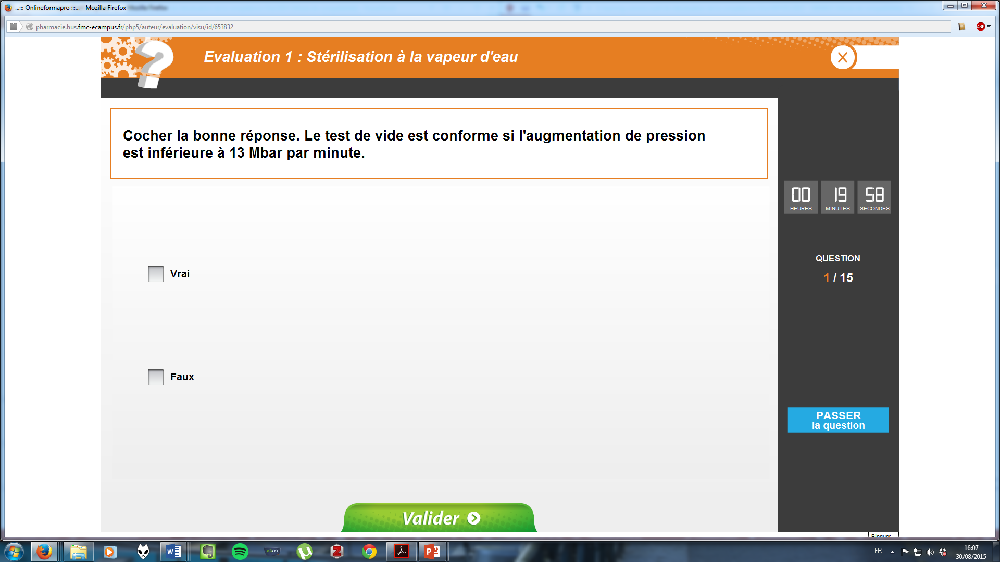 ...::: Onlineformapro :::... - Mozilla Firefox
pharmacie.hus.fmc-ecampus.fr/php5/auteur/evaluation/visu/id/653832
ABP
Evaluation 1 : Stérilisation à la vapeur d'eau
Cocher la bonne réponse. Le test de vide est conforme si l'augmentation de pression
est inférieure à 13 Mbar par minute.
00 19 58
HEURES MINUTES SECONDES
QUESTION
1 / 15
Vrai
Faux
PASSER
la question
Valider
xbmc
FR
16:07
30/08/2015